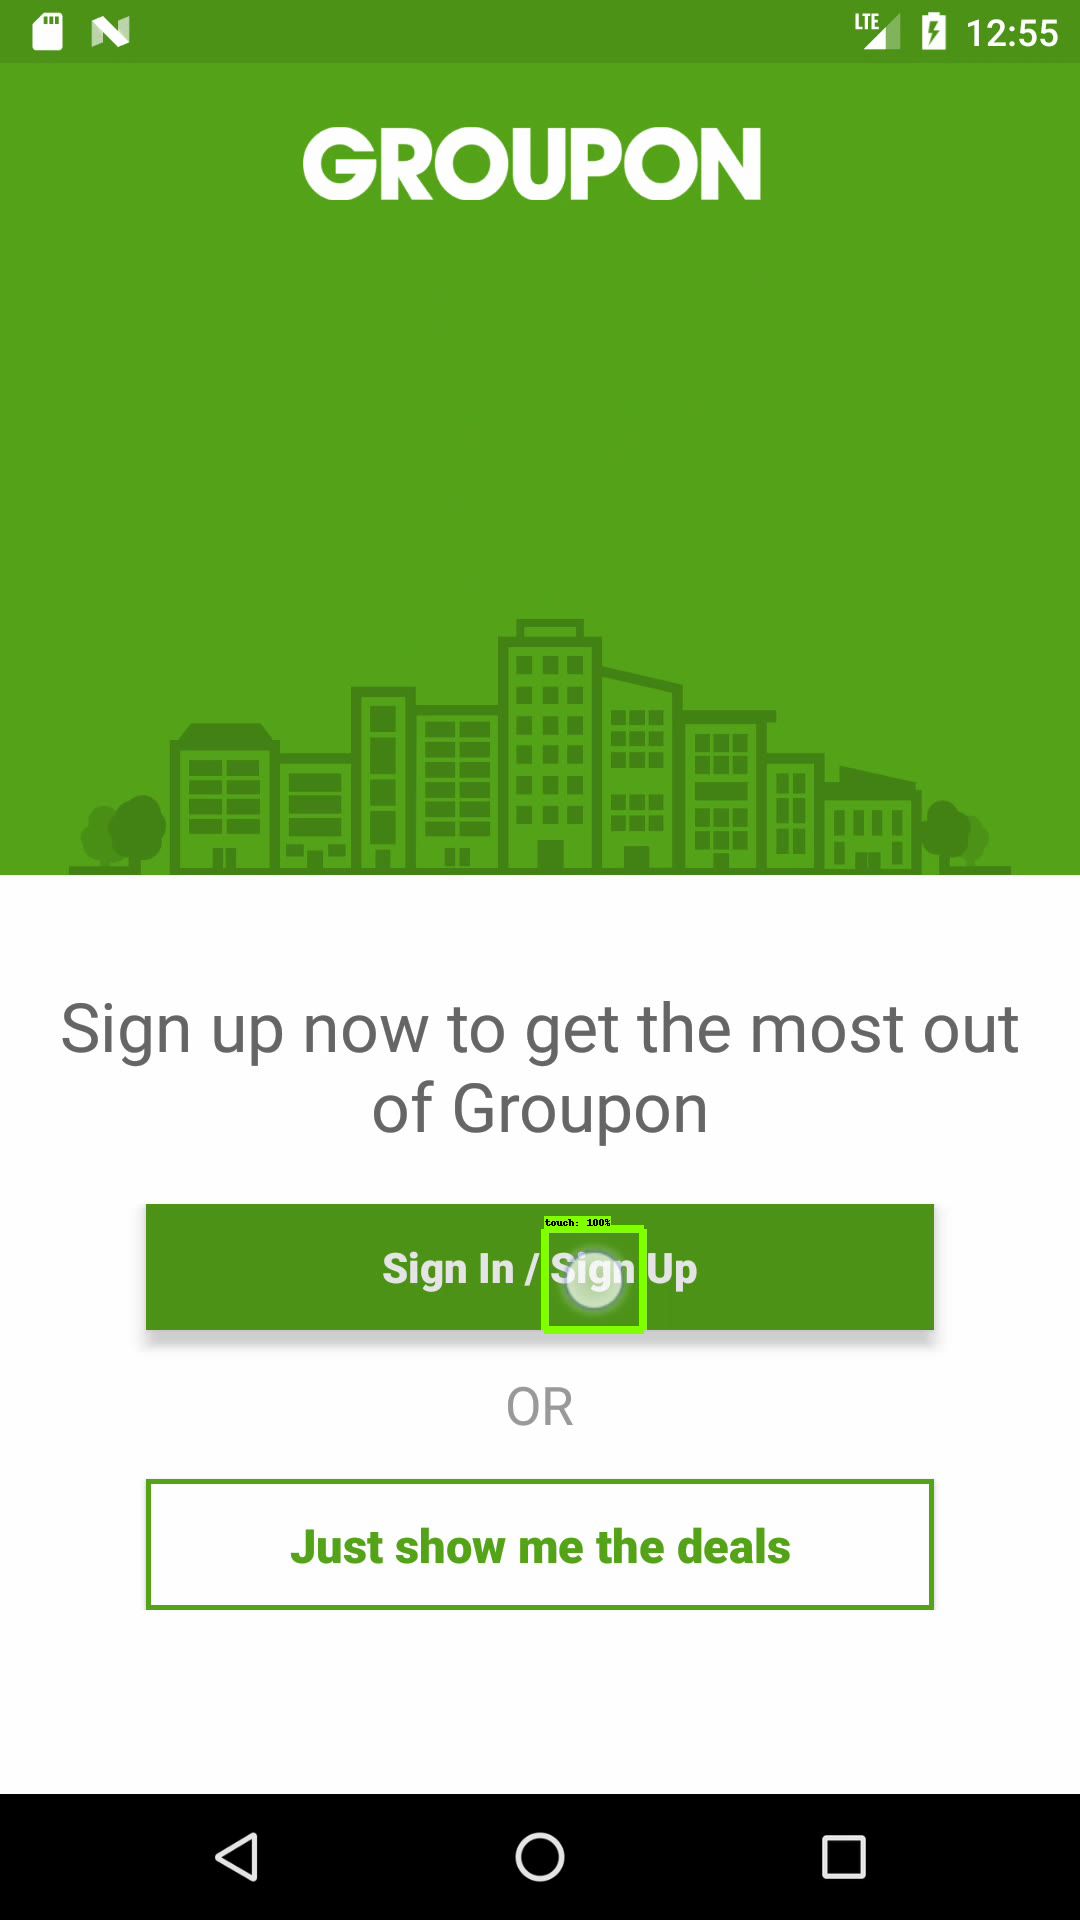 LTE 12:55
GROUPON
Sign up now to get the most out
of Groupon
touch: 100%
Sign In / Sign Up
OR
Just show me the deals